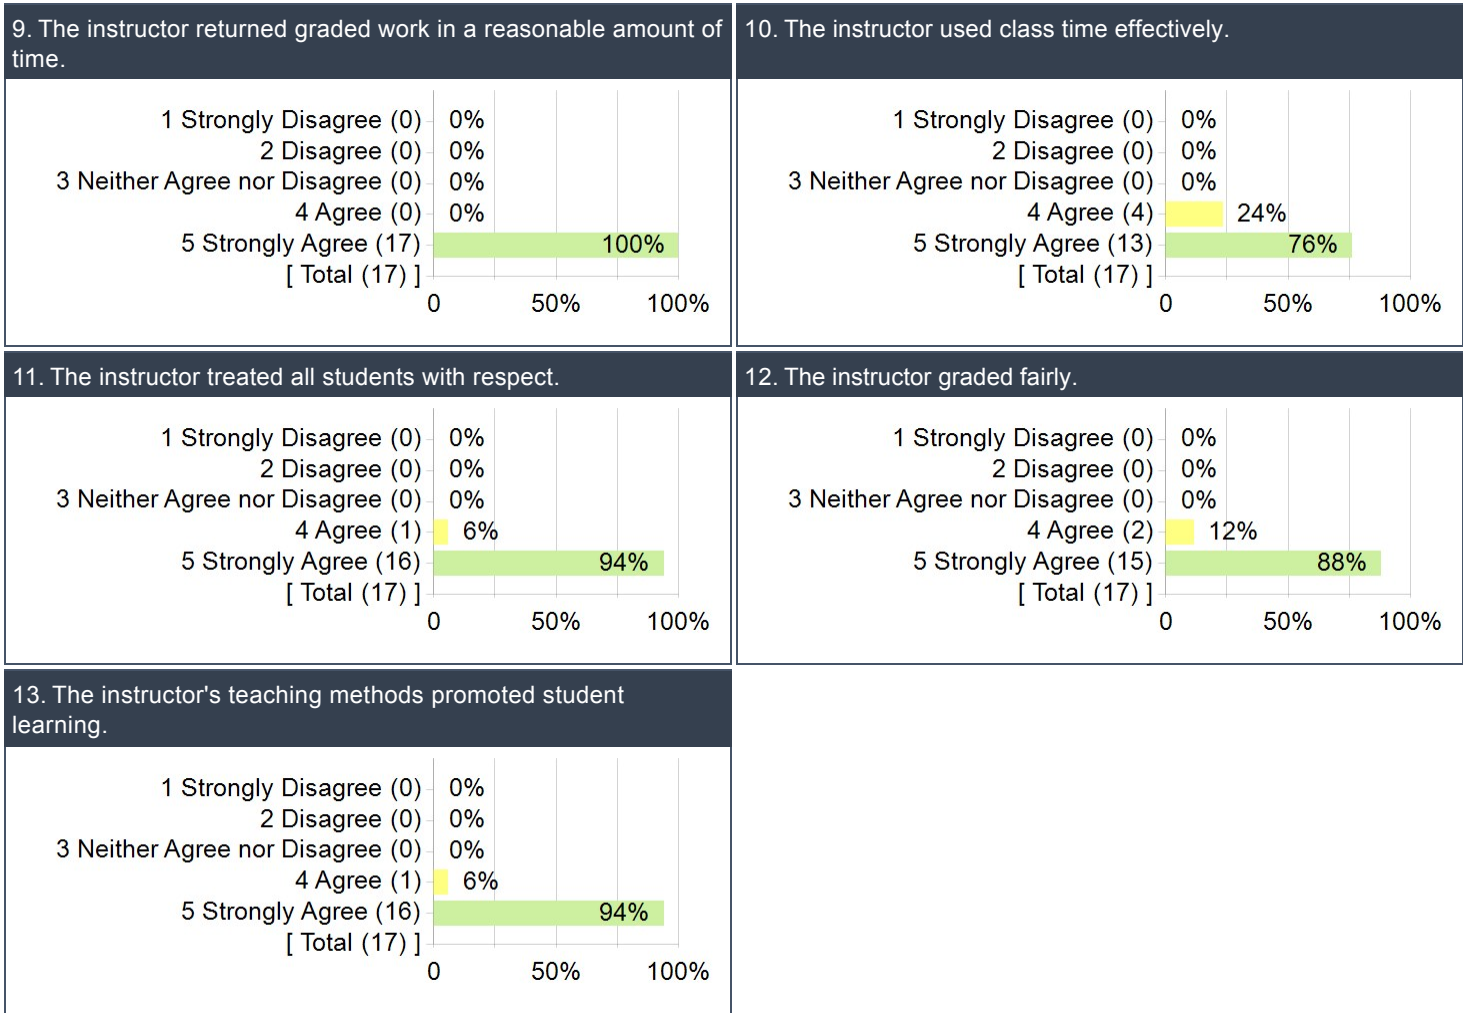 9. The instructor returned graded work in a reasonable amount of
time.
1 Strongly Disagree (0) 0%
2 Disagree (0) 0%
3 Neither Agree nor Disagree (0) 0%
4 Agree (0) 0%
5 Strongly Agree (17) 100%
[ Total (17) ]
0 50% 100%
10. The instructor used class time effectively.
1 Strongly Disagree (0) 0%
2 Disagree (0) 0%
3 Neither Agree nor Disagree (0) 0%
4 Agree (4) 24%
5 Strongly Agree (13) 76%
[ Total (17) ]
0 50% 100%
11. The instructor treated all students with respect.
1 Strongly Disagree (0) 0%
2 Disagree (0) 0%
3 Neither Agree nor Disagree (0) 0%
4 Agree (1) 6%
5 Strongly Agree (16) 94%
[ Total (17) ]
0 50% 100%
12. The instructor graded fairly.
1 Strongly Disagree (0) 0%
2 Disagree (0) 0%
3 Neither Agree nor Disagree (0) 0%
4 Agree (2) 12%
5 Strongly Agree (15) 88%
[ Total (17) ]
0 50% 100%
13. The instructor's teaching methods promoted student
learning.
1 Strongly Disagree (0) 0%
2 Disagree (0) 0%
3 Neither Agree nor Disagree (0) 0%
4 Agree (1) 6%
5 Strongly Agree (16) 94%
[ Total (17) ]
0 50% 100%